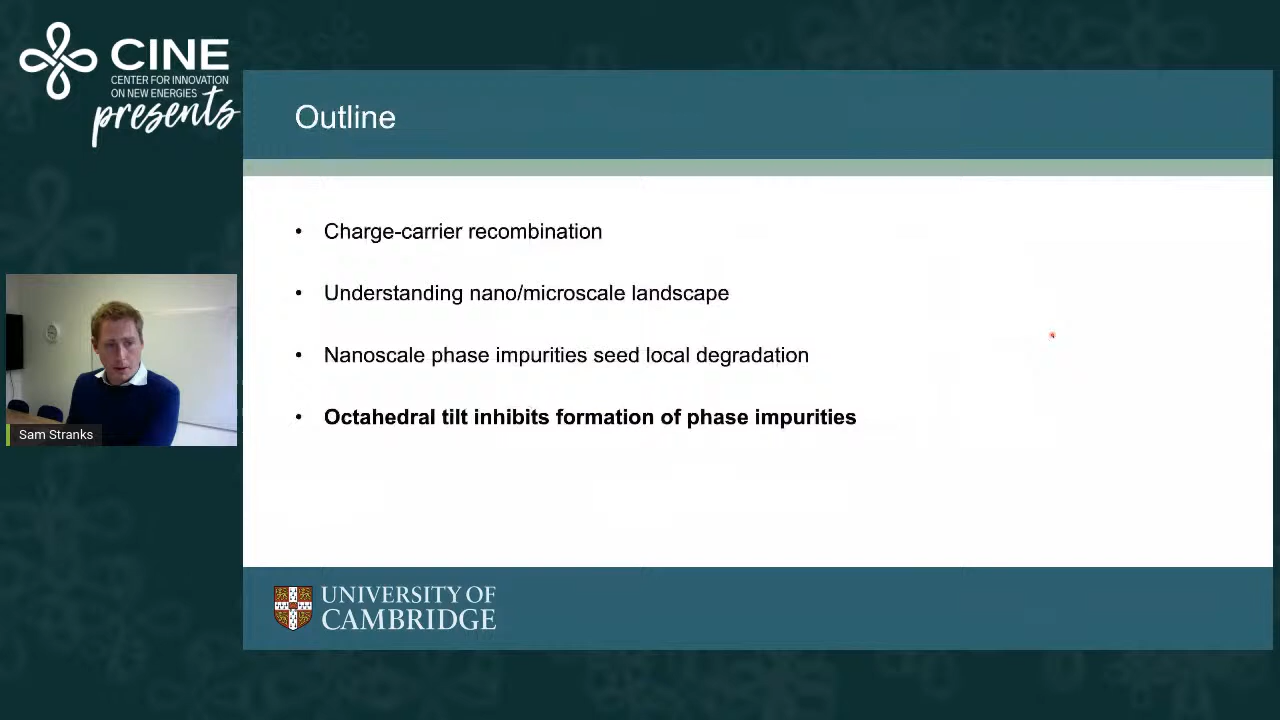 CINE
CENTER FOR INNOVATION
ON NEW ENERGIES
presents
Outline
• Charge-carrier recombination
• Understanding nano/microscale landscape
• Nanoscale phase impurities seed local degradation
• Octahedral tilt inhibits formation of phase impurities
Sam Stranks
UNIVERSITY OF
CAMBRIDGE